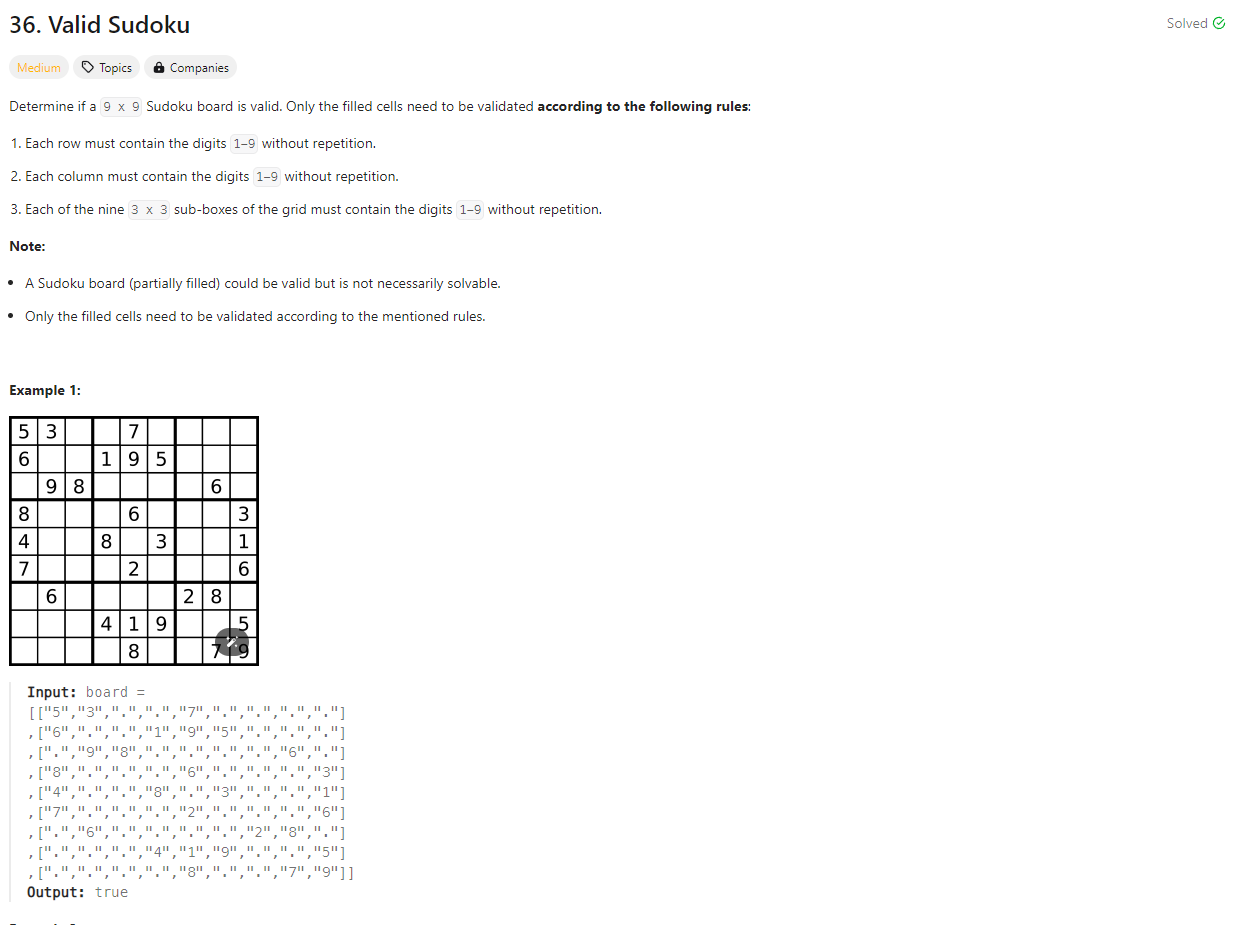 36. Valid Sudoku
Solved
Medium Topics Companies
Determine if a 9 x 9 Sudoku board is valid. Only the filled cells need to be validated according to the following rules:
1. Each row must contain the digits 1-9 without repetition.
2. Each column must contain the digits 1-9 without repetition.
3. Each of the nine 3 x 3 sub-boxes of the grid must contain the digits 1-9 without repetition.
Note:
• A Sudoku board (partially filled) could be valid but is not necessarily solvable.
• Only the filled cells need to be validated according to the mentioned rules.
Example 1:
5 3 7
6 1 9 5
9 8 6
8 6 3
4 8 3 1
7 2 6
6 2 8
4 1 9 5
8 7 9
Input: board =
[["5","3",".",".","7",".",".",".","."]
,["6",".",".","1","9","5",".",".","."]
,[".","9","8",".",".",".",".","6","."]
,["8",".",".",".","6",".",".",".","3"]
,["4",".",".","8",".","3",".",".","1"]
,["7",".",".",".","2",".",".",".","6"]
,[".","6",".",".",".",".","2","8","."]
,[".",".",".","4","1","9",".",".","5"]
,[".",".",".",".","8",".",".","7","9"]]
Output: true